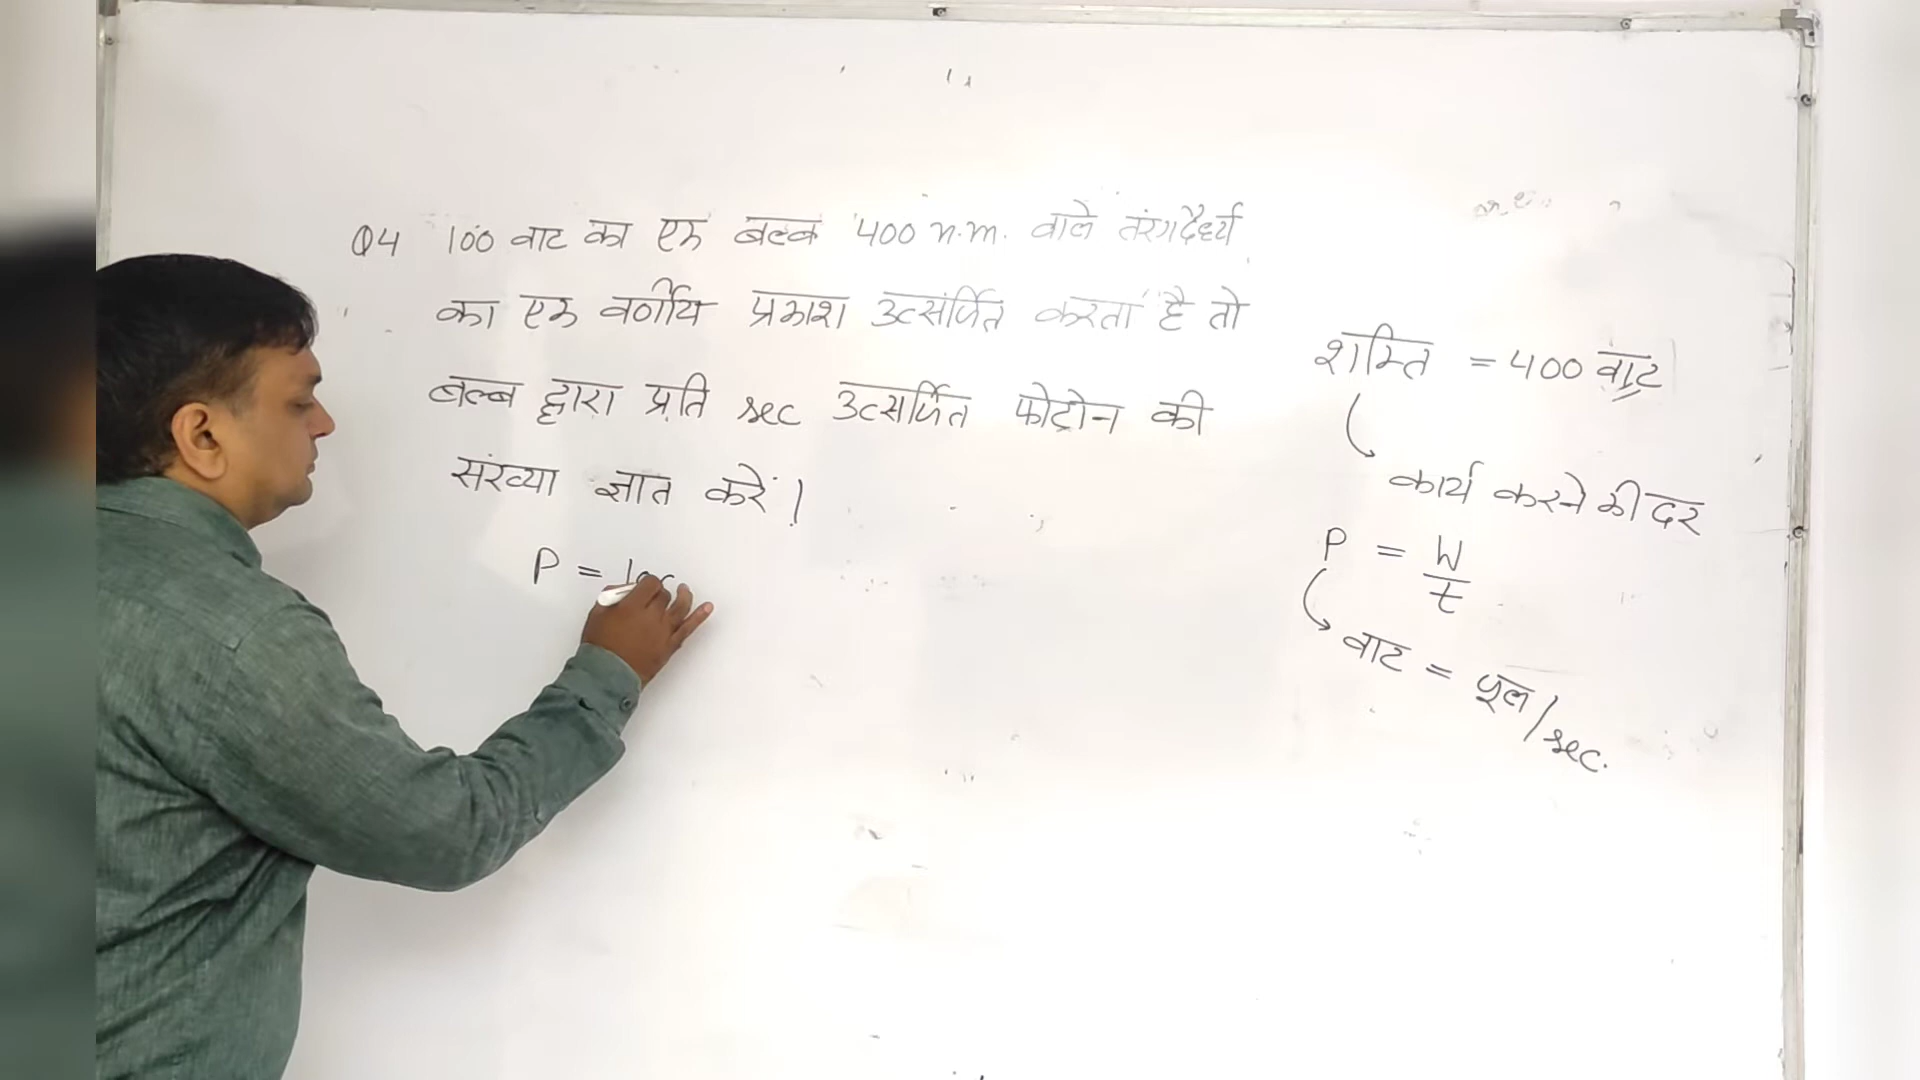 Q4 100 वाट का एक बल्ब 400 n.m. वाले तरंगदैर्ध्य
का एक वर्णीय प्रकाश उत्सर्जित करता है तो
बल्ब द्वारा प्रति sec उत्सर्जित फोट्रोन की
संख्या ज्ञात करें।
P = 100
शक्ति = 400 वाट
कार्य करने की दर
P = W/t
वाट = जूल/sec.